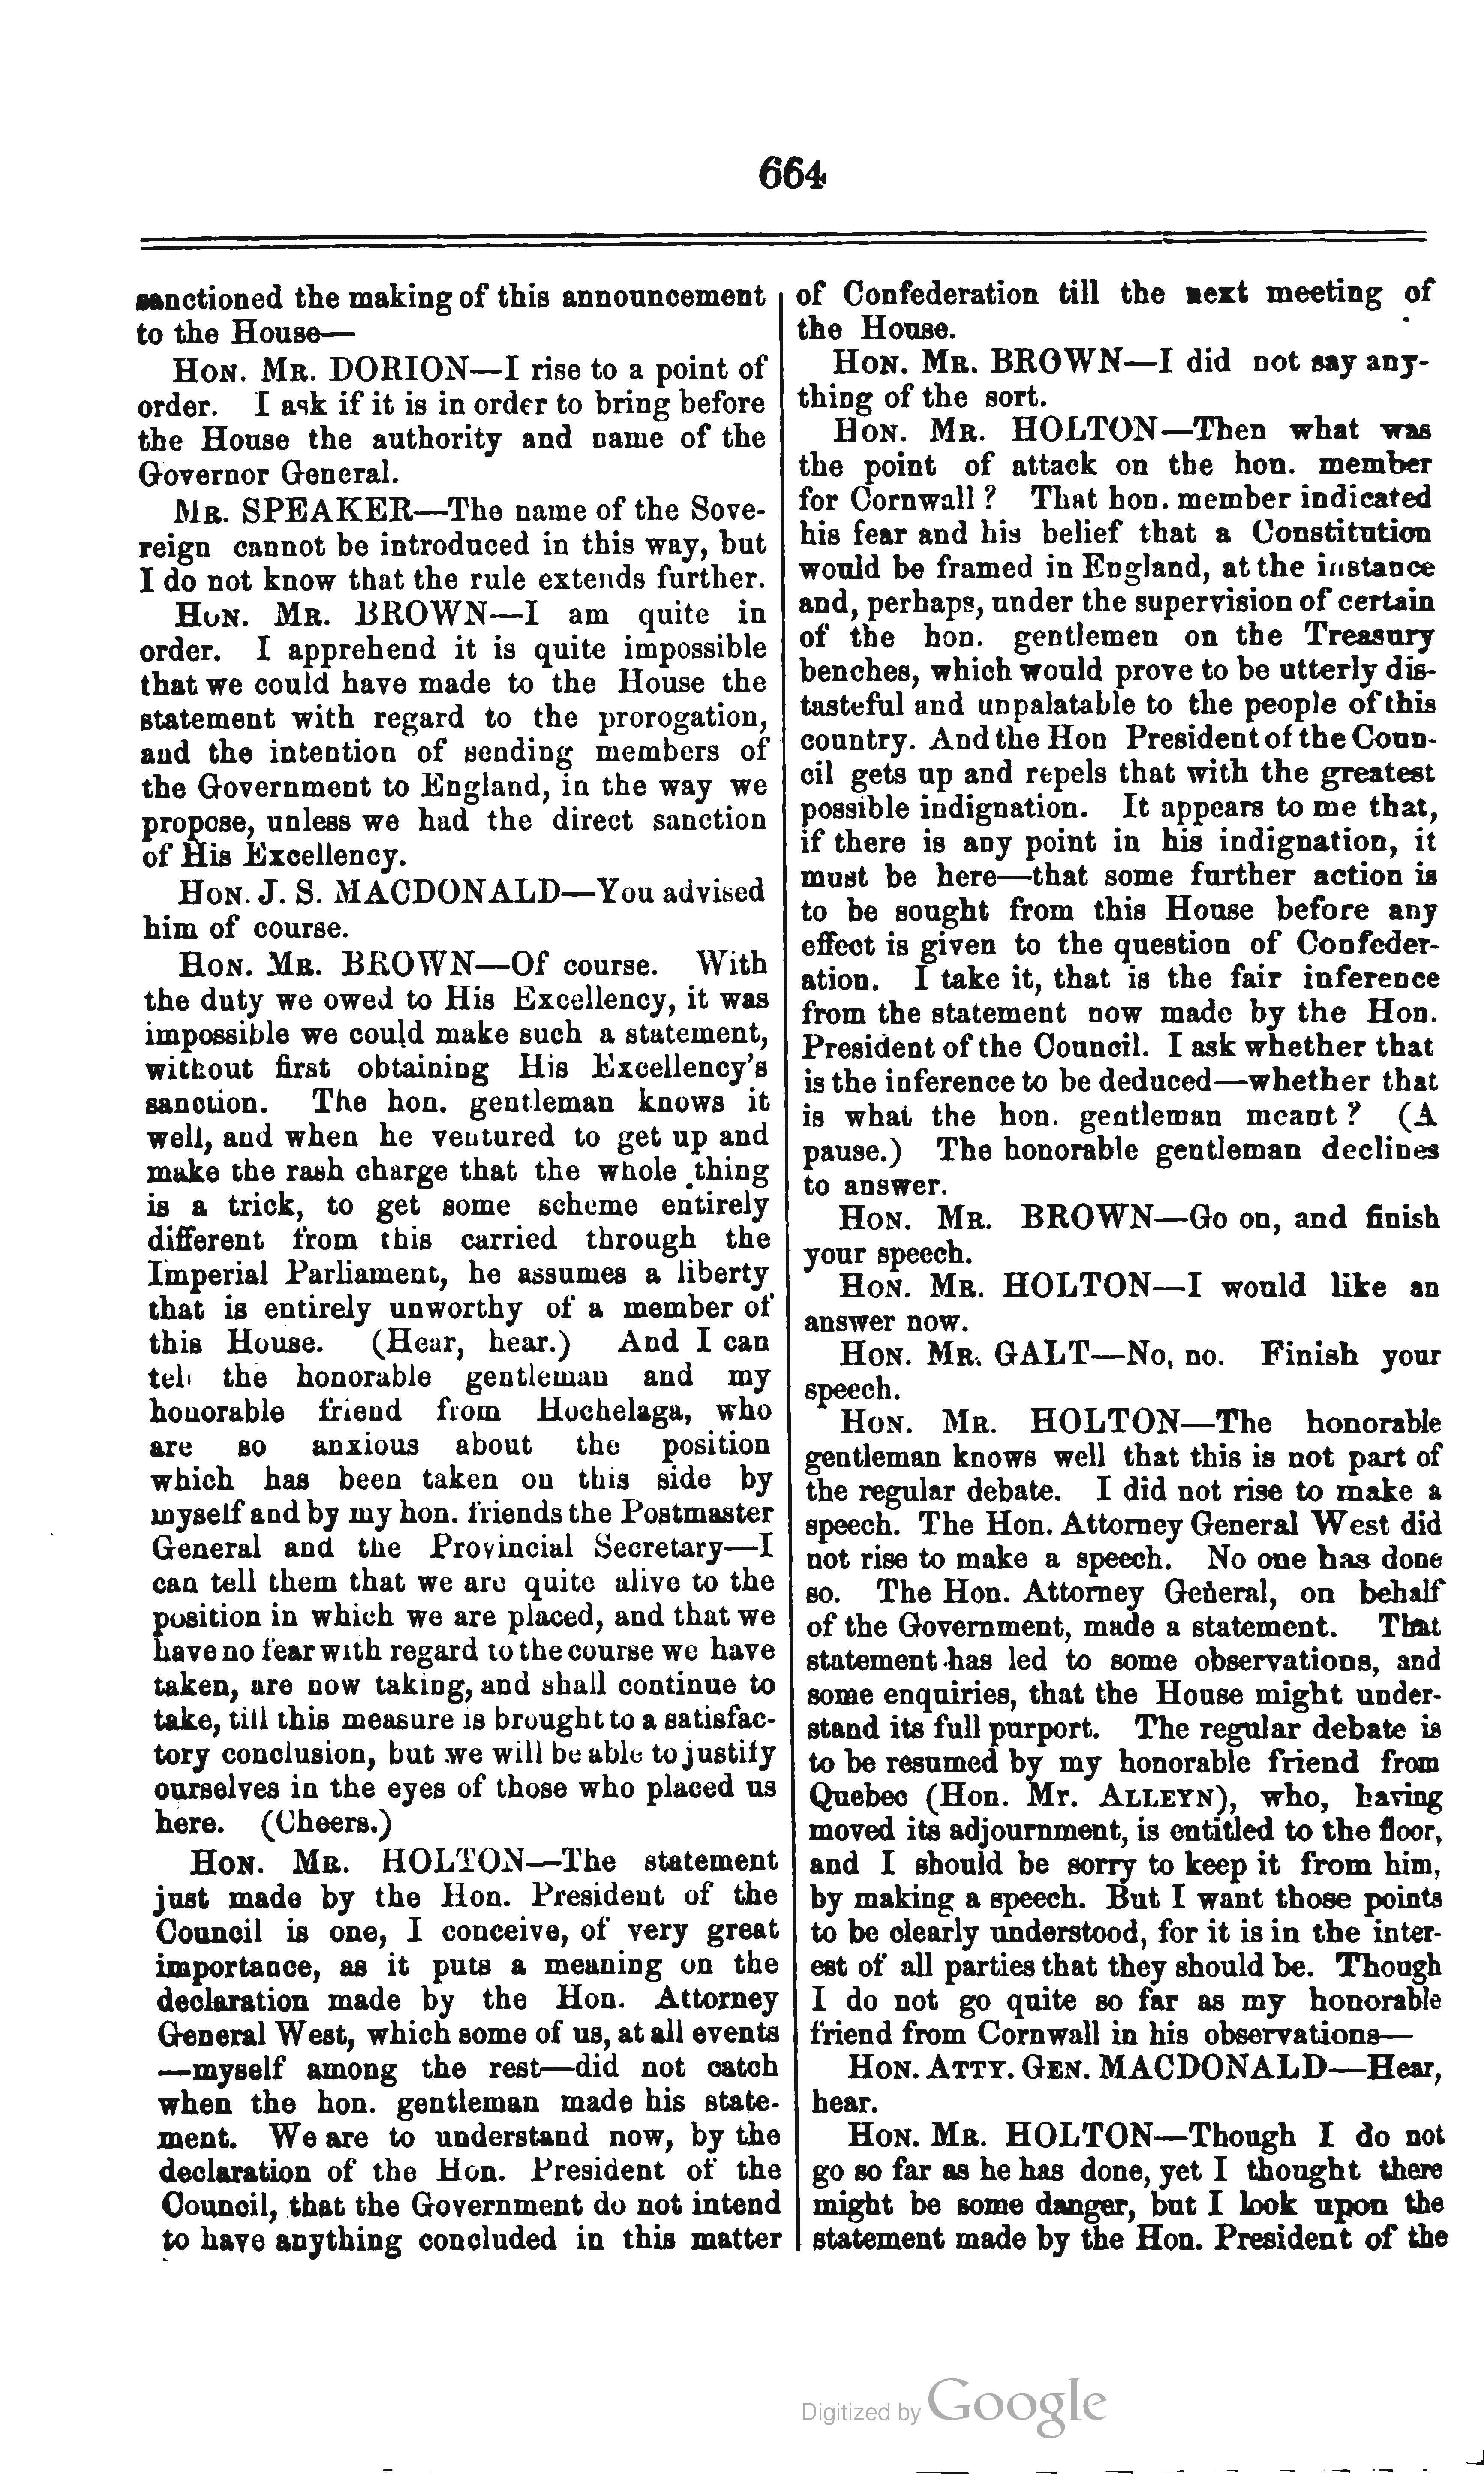 664
sanctioned the making of this announcement
to the House—
HON. MR. DORION—I rise to a point of
order. I ask if it is in order to bring before
the House the authority and name of the
Governor General.
MR. SPEAKER—The name of the Sove-
reign cannot be introduced in this way, but
I do not know that the rule extends further.
HON. MR. BROWN—I am quite in
order. I apprehend it is quite impossible
that we could have made to the House the
statement with regard to the prorogation,
and the intention of sending members of
the Government to England, in the way we
propose, unless we had the direct sanction
of His Excellency.
HON. J. S. MACDONALD—You advised
him of course.
HON. MR. BROWN—Of course. With
the duty we owed to His Excellency, it was
impossible we could make such a statement,
without first obtaining His Excellency's
sanction. The hon. gentleman knows it
well, and when he ventured to get up and
make the rash charge that the whole thing
is a trick, to get some scheme entirely
different from this carried through the
Imperial Parliament, he assumes a liberty
that is entirely unworthy of a member of
this House. (Hear, hear.) And I can
tell the honorable gentleman and my
honorable friend from Hochelaga, who
are so anxious about the position
which has been taken on this side by
myself and by my hon. friends the Postmaster
General and the Provincial Secretary—I
can tell them that we are quite alive to the
position in which we are placed, and that we
have no fear with regard to the course we have
taken, are now taking, and shall continue to
take, till this measure is brought to a satisfac-
tory conclusion, but we will be able to justify
ourselves in the eyes of those who placed us
here. (Cheers.)
HON. MR. HOLTON—The statement
just made by the Hon. President of the
Council is one, I conceive, of very great
importance, as it puts a meaning on the
declaration made by the Hon. Attorney
General West, which some of us, at all events
—myself among the rest—did not catch
when the hon. gentleman made his state-
ment. We are to understand now, by the
declaration of the Hon. President of the
Council, that the Government do not intend
to have anything concluded in this matter
of Confederation till the next meeting of
the House.
HON. MR. BROWN—I did not say any-
thing of the sort.
HON. MR. HOLTON—Then what was
the point of attack on the hon. member
for Cornwall? That hon. member indicated
his fear and his belief that a Constitution
would be framed in England, at the instance
and, perhaps, under the supervision of certain
of the hon. gentlemen on the Treasury
benches, which would prove to be utterly dis-
tasteful and unpalatable to the people of this
country. And the Hon President of the Coun-
cil gets up and repels that with the greatest
possible indignation. It appears to me that,
if there is any point in his indignation, it
must be here—that some further action is
to be sought from this House before any
effect is given to the question of Confeder-
ation. I take it, that is the fair inference
from the statement now made by the Hon.
President of the Council. I ask whether that
is the inference to be deduced—whether that
is what the hon. gentleman meant? (A
pause.) The honorable gentleman declines
to answer.
HON. MR. BROWN—Go on, and finish
your speech.
HON. MR. HOLTON—I would like an
answer now.
HON. MR. GALT—No, no. Finish your
speech.
HON. MR. HOLTON—The honorable
gentleman knows well that this is not part of
the regular debate. I did not rise to make a
speech. The Hon. Attorney General West did
not rise to make a speech. No one has done
so. The Hon. Attorney General, on behalf
of the Government, made a statement. That
statement has led to some observations, and
some enquiries, that the House might under-
stand its full purport. The regular debate is
to be resumed by my honorable friend from
Quebec (Hon. Mr. ALLEYN), who, having
moved its adjournment, is entitled to the floor,
and I should be sorry to keep it from him,
by making a speech. But I want those points
to be clearly understood, for it is in the inter-
est of all parties that they should be. Though
I do not go quite so far as my honorable
friend from Cornwall in his observations—
HON. ATTY. GEN. MACDONALD—Hear,
hear.
HON. MR. HOLTON—Though I do not
go so far as he has done, yet I thought there
might be some danger, but I look upon the
statement made by the Hon. President of the
Digitized by Google